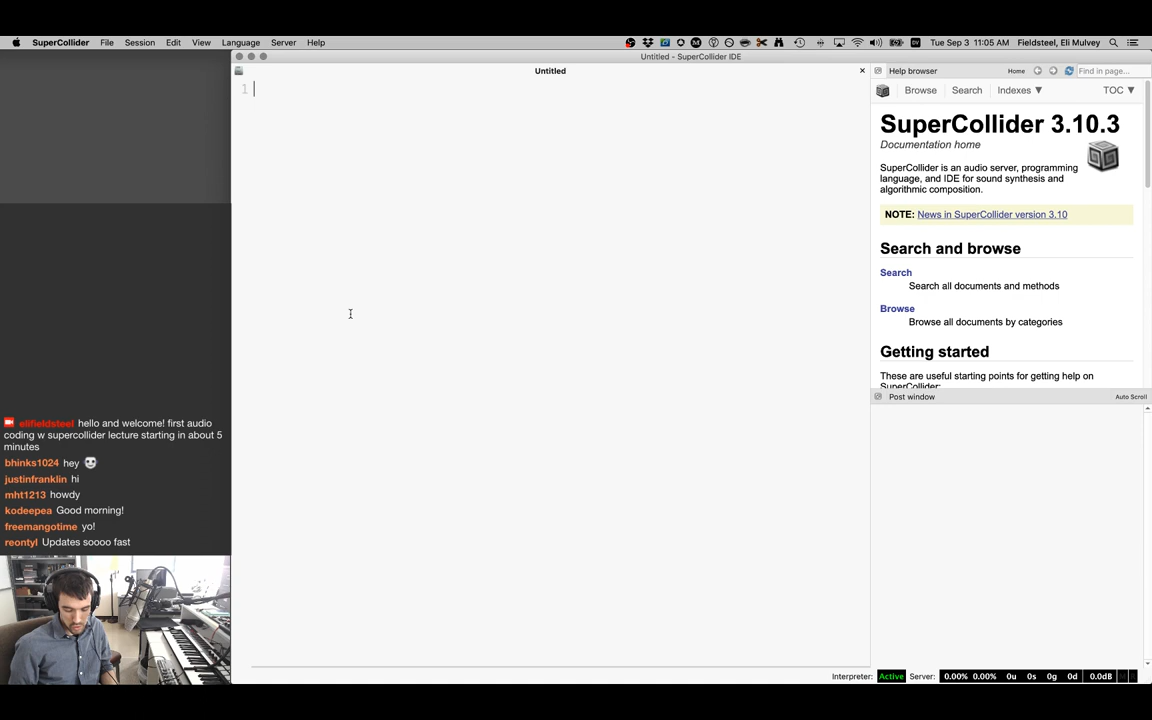 SuperCollider File Session Edit View Language Server Help
Tue Sep 3 11:05 AM Fieldsteel, Eli Mulvey
Untitled - SuperCollider IDE
Untitled
1
Help browser
Home
Find in page...
Browse Search Indexes ▼ TOC ▼
SuperCollider 3.10.3
Documentation home
SuperCollider is an audio server, programming
language, and IDE for sound synthesis and
algorithmic composition.
NOTE: News in SuperCollider version 3.10
Search and browse
Search
Search all documents and methods
Browse
Browse all documents by categories
Getting started
These are useful starting points for getting help on
SuperCollider:
Post window
Auto Scroll
elifieldsteel hello and welcome! first audio
coding w supercollider lecture starting in about 5
minutes
bhinks1024 hey
justinfranklin hi
mht1213 howdy
kodeepea Good morning!
freemangotime yo!
reontyl Updates soooo fast
Interpreter: Active Server: 0.00% 0.00% 0u 0s 0g 0d 0.0dB